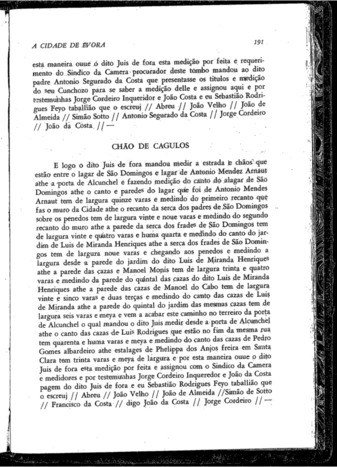 A CIDADE DE EVORA
191
esta maneira ouue o dito Juis de fora esta medição por feita e requeri-
mento do Sindico da Camara procurador deste tombo mandou ao dito
padre Antonio Segurado da Costa que presentasse os titulos e medição
do seu Cunchozo para se saber a medição delle e assignou aqui e por
testemunhas Jorge Cordeiro Inqueridor e João Costa e eu Sebastião Rodri-
gues Feyo taballião que o escreuj // Abreu // João Velho // João de
Almeida // Simão Sotto // Antonio Segurado da Costa // Jorge Cordeiro
// João da Costa // —
CHÃO DE CAGULOS
E logo o dito Juis de fora mandou medir a estrada e chãos que
estão entre o lagar de São Domingos e lagar de Antonio Mendez Arnaut
athe a porta de Alcunchel e fazendo medição do canto do alagar de São
Domingos athe o canto e paredes do lagar que foi de Antonio Mendes
Arnaut tem de largura quinze varas e medindo do primeiro recanto que
fas o muro da Cidade athe o recanto da serca dos padres de São Domingos
sobre os penedos tem de largura vinte e noue varas e medindo do segundo
recanto do muro athe a parede da serca dos frades de São Domingos tem
de largura vinte e quatro varas e huma quarta e medindo do canto do jar-
dim de Luis de Miranda Henriques athe a serca dos frades de São Domin-
gos tem de largura noue varas e chegando aos penedos e medindo a
largura desde a parede do jardim do dito Luis de Miranda Henriques
athe a parede das cazas e Manoel Monis tem de largura trinta e quatro
varas e medindo da parede do quintal das cazas do dito Luis de Miranda
Henriques athe a parede das cazas de Manoel do Cabo tem de largura
vinte e sinco varas e duas terças e medindo do canto das cazas de Luis
de Miranda athe a parede do quintal do jardim das mesmas cazas tem de
largura seis varas e meya e vem a acabar este caminho no terreiro da porta
de Alcunchel o qual mandou o dito Juis medir desde a porta de Alcunchel
athe o canto das cazas de Luis Rodrigues que estão no fim da mesma rua
tem quarenta e huma varas e meya e medindo do canto das cazas de Pedro
Gomes albardeiro athe estalages de Phelippa dos Anjos freira em Santa
Clara tem trinta varas e meya de largura e por esta maneira ouue o dito
Juis de fora esta medição por feita e assignou com o Sindico da Camera
e medidores e por testemunhas Jorge Cordeiro Inqueredor e João da Costa
pagem do dito Juis de fora e eu Sebastião Rodrigues Feyo taballião que
o escreuj // Abreu // João Velho // João de Almeida //Simão de Sotto
// Francisco da Costa // digo João da Costa // Jorge Cordeiro // —